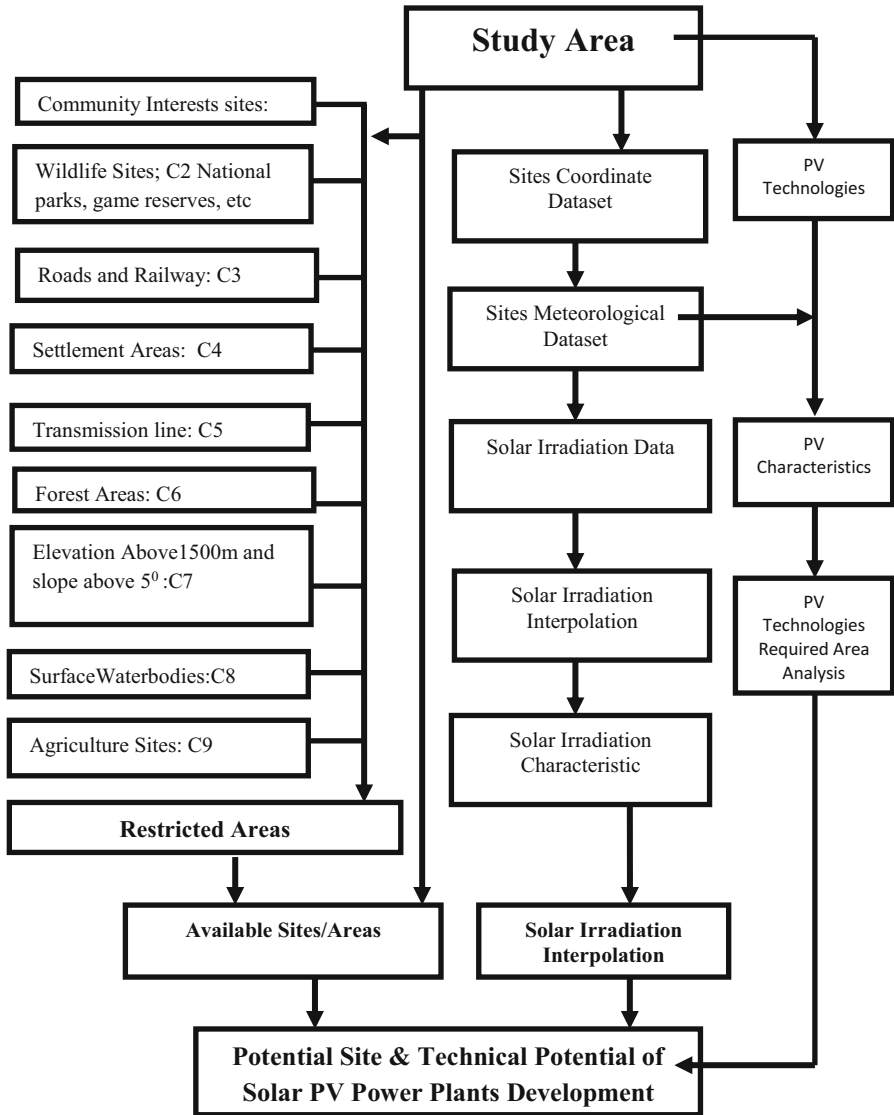 Study Area
Community Interests sites:
Wildlife Sites; C2 National
parks, game reserves, etc
Roads and Railway: C3
Settlement Areas: C4
Transmission line: C5
Forest Areas: C6
Elevation Above1500m and
slope above 5⁰ :C7
SurfaceWaterbodies:C8
Agriculture Sites: C9
Restricted Areas
Available Sites/Areas
Sites Coordinate
Dataset
Sites Meteorological
Dataset
Solar Irradiation Data
Solar Irradiation
Interpolation
Solar Irradiation
Characteristic
Solar Irradiation
Interpolation
PV
Technologies
PV
Characteristics
PV
Technologies
Required Area
Analysis
Potential Site & Technical Potential of
Solar PV Power Plants Development